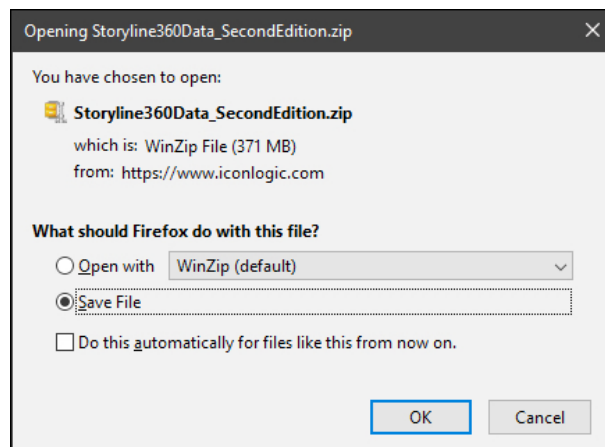 Opening Storyline360Data_SecondEdition.zip
You have chosen to open:
Storyline360Data_SecondEdition.zip
which is: WinZip File (371 MB)
from: https://www.iconlogic.com
What should Firefox do with this file?
Open with WinZip (default)
Save File
Do this automatically for files like this from now on.
OK Cancel